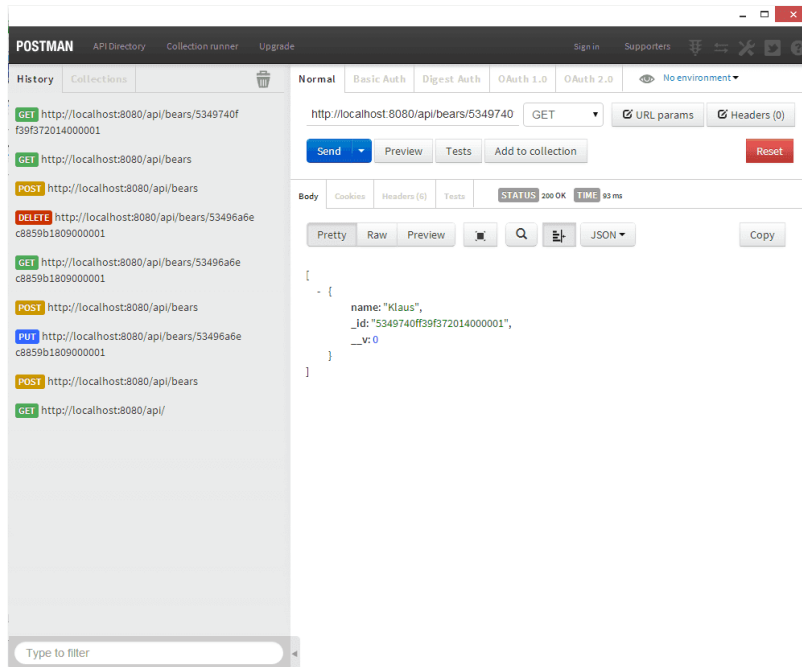 POSTMAN API Directory Collection runner Upgrade Sign in Supporters
History Collections
GET http://localhost:8080/api/bears/5349740f
f39f372014000001
GET http://localhost:8080/api/bears
POST http://localhost:8080/api/bears
DELETE http://localhost:8080/api/bears/53496a6e
c8859b1809000001
GET http://localhost:8080/api/bears/53496a6e
c8859b1809000001
POST http://localhost:8080/api/bears
PUT http://localhost:8080/api/bears/53496a6e
c8859b1809000001
POST http://localhost:8080/api/bears
GET http://localhost:8080/api/
Type to filter
Normal Basic Auth Digest Auth OAuth 1.0 OAuth 2.0 No environment
http://localhost:8080/api/bears/5349740 GET URL params Headers (0)
Send Preview Tests Add to collection Reset
Body Cookies Headers (6) Tests STATUS 200 OK TIME 93 ms
Pretty Raw Preview JSON Copy
[
- {
name: "Klaus",
_id: "5349740ff39f372014000001",
__v: 0
}
]